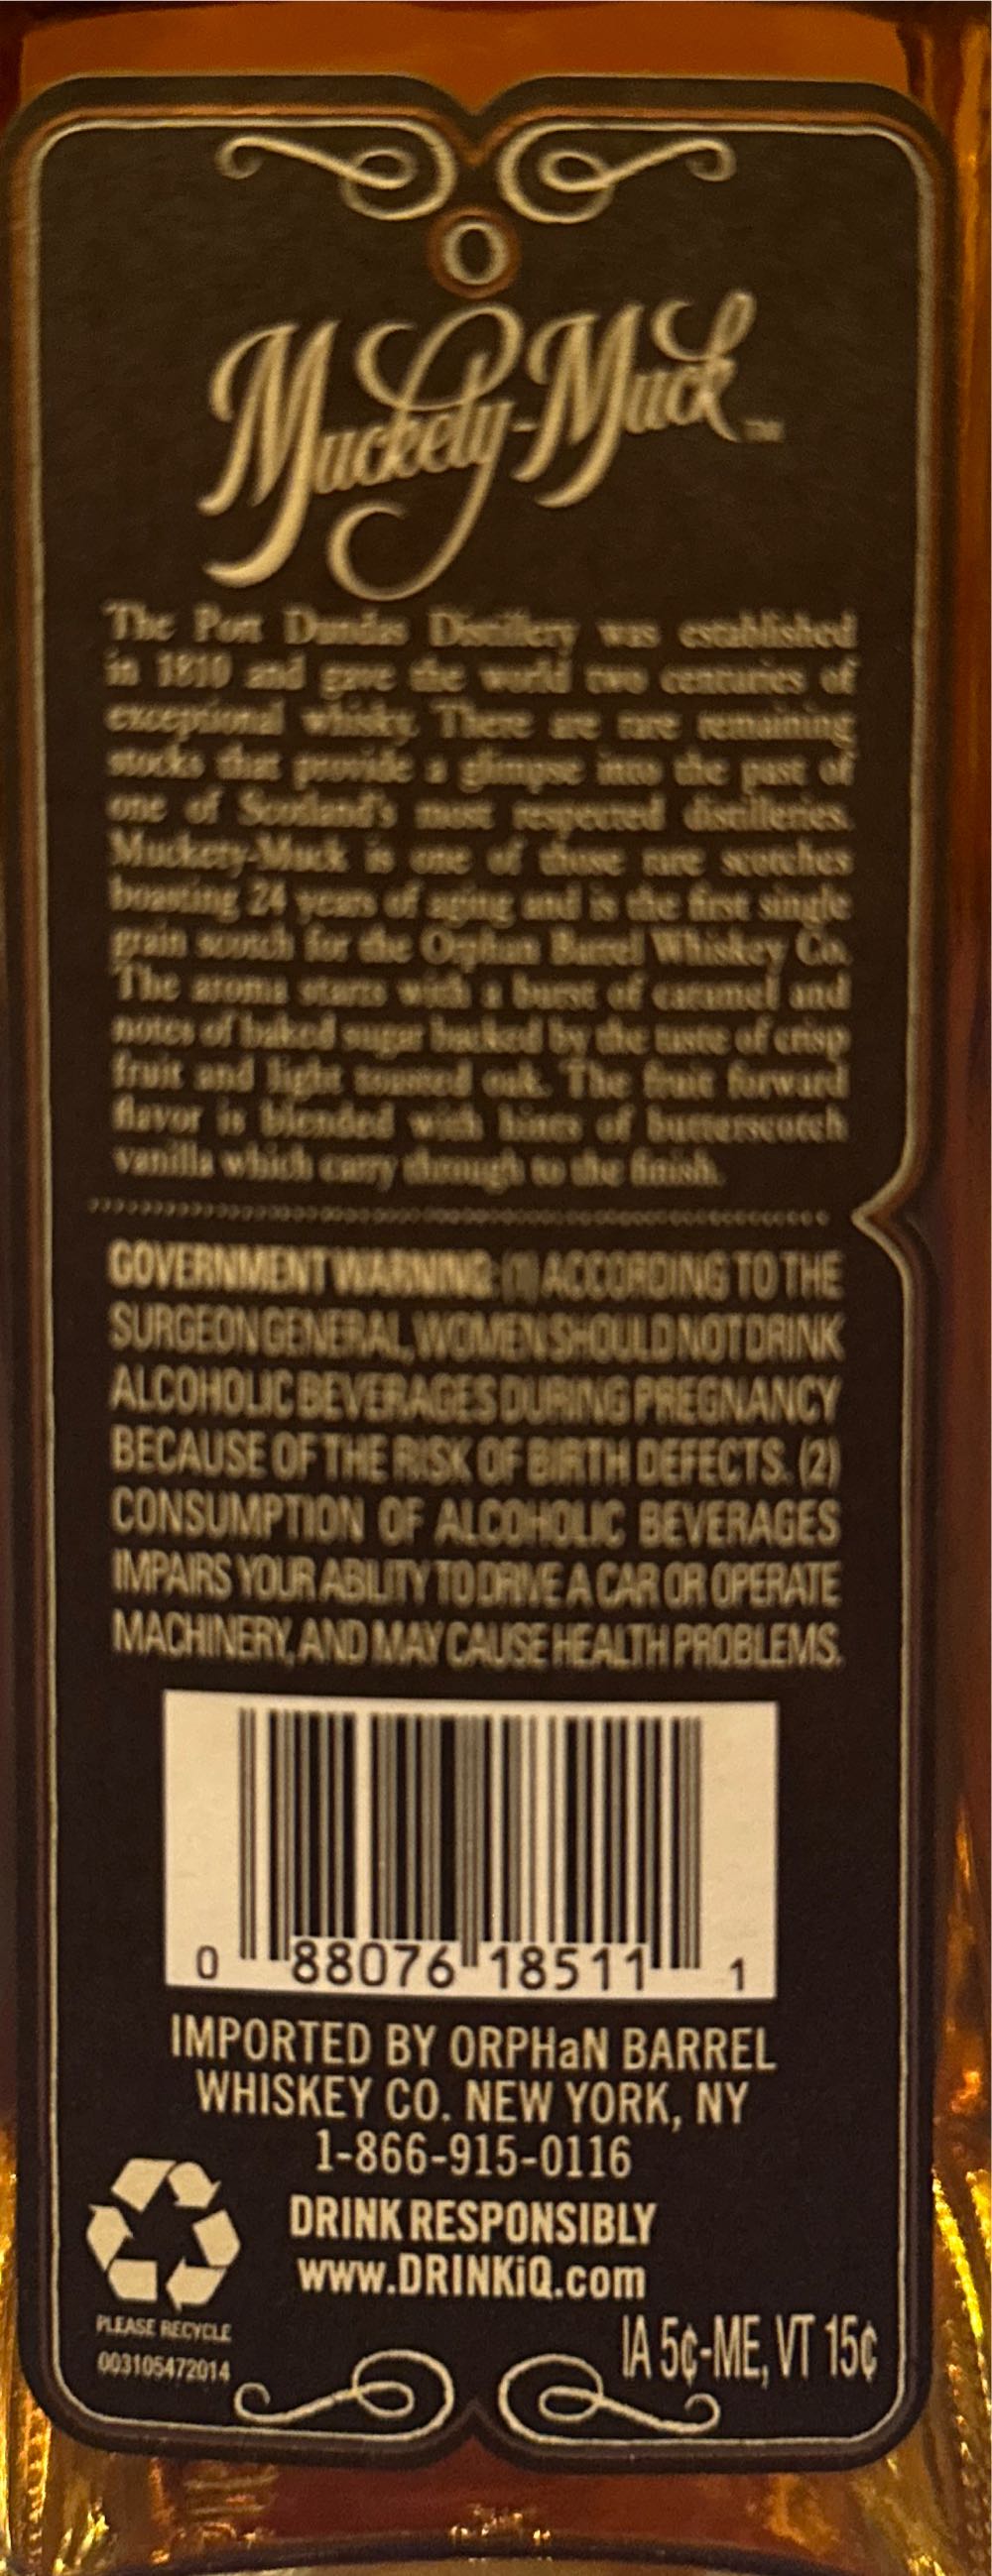 O
Muckety-Muck™
The Port Dundas Distillery was established
in 1810 and gave the world two centuries of
exceptional whisky. There are rare remaining
stocks that provide a glimpse into the past of
one of Scotland's most respected distilleries.
Muckety-Muck is one of those rare scotches
boasting 24 years of aging and is the first single
grain scotch for the Orphan Barrel Whiskey Co.
The aroma starts with a burst of caramel and
notes of baked sugar backed by the taste of crisp
fruit and light toasted oak. The fruit forward
flavor is blended with hints of butterscotch
vanilla which carry through to the finish.
GOVERNMENT WARNING: (1) ACCORDING TO THE
SURGEON GENERAL, WOMEN SHOULD NOT DRINK
ALCOHOLIC BEVERAGES DURING PREGNANCY
BECAUSE OF THE RISK OF BIRTH DEFECTS. (2)
CONSUMPTION OF ALCOHOLIC BEVERAGES
IMPAIRS YOUR ABILITY TO DRIVE A CAR OR OPERATE
MACHINERY, AND MAY CAUSE HEALTH PROBLEMS.
0 88076 18511 1
IMPORTED BY ORPHaN BARREL
WHISKEY CO. NEW YORK, NY
1-866-915-0116
DRINK RESPONSIBLY
www.DRINKiQ.com
PLEASE RECYCLE
IA 5¢-ME, VT 15¢
003105472014